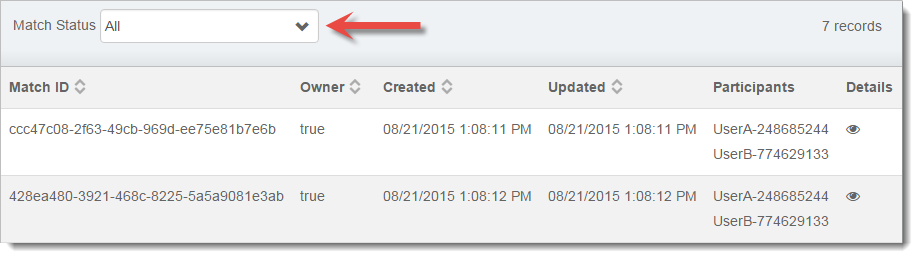 Match Status All 7 records
Match ID Owner Created Updated Participants Details
ccc47c08-2f63-49cb-969d-ee75e81b7e6b true 08/21/2015 1:08:11 PM 08/21/2015 1:08:11 PM UserA-248685244
UserB-774629133
428ea480-3921-468c-8225-5a5a9081e3ab true 08/21/2015 1:08:12 PM 08/21/2015 1:08:12 PM UserA-248685244
UserB-774629133